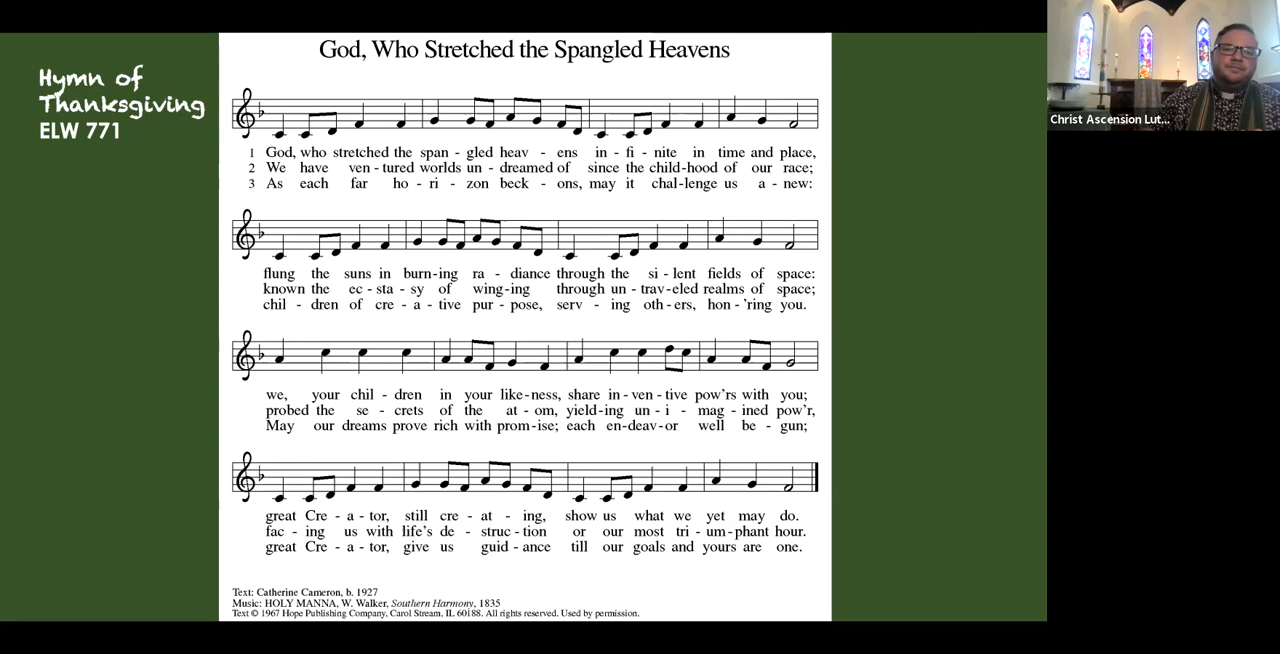 Hymn of
Thanksgiving
ELW 771
God, Who Stretched the Spangled Heavens
1 God, who stretched the span - gled heav - ens in - fi - nite in time and place,
2 We have ven - tured worlds un - dreamed of since the child - hood of our race;
3 As each far ho - ri - zon beck - ons, may it chal - lenge us a - new:
flung the suns in burn - ing ra - diance through the si - lent fields of space:
known the ec - sta - sy of wing - ing through un - trav - eled realms of space;
chil - dren of cre - a - tive pur - pose, serv - ing oth - ers, hon - 'ring you.
we, your chil - dren in your like - ness, share in - ven - tive pow'rs with you;
probed the se - crets of the at - om, yield - ing un - i - mag - ined pow'r,
May our dreams prove rich with prom - ise; each en - deav - or well be - gun;
great Cre - a - tor, still cre - at - ing, show us what we yet may do.
fac - ing us with life's de - struc - tion or our most tri - um - phant hour.
great Cre - a - tor, give us guid - ance till our goals and yours are one.
Text: Catherine Cameron, b. 1927
Music: HOLY MANNA, W. Walker, Southern Harmony, 1835
Text © 1967 Hope Publishing Company, Carol Stream, IL 60188. All rights reserved. Used by permission.
Christ Ascension Lut...